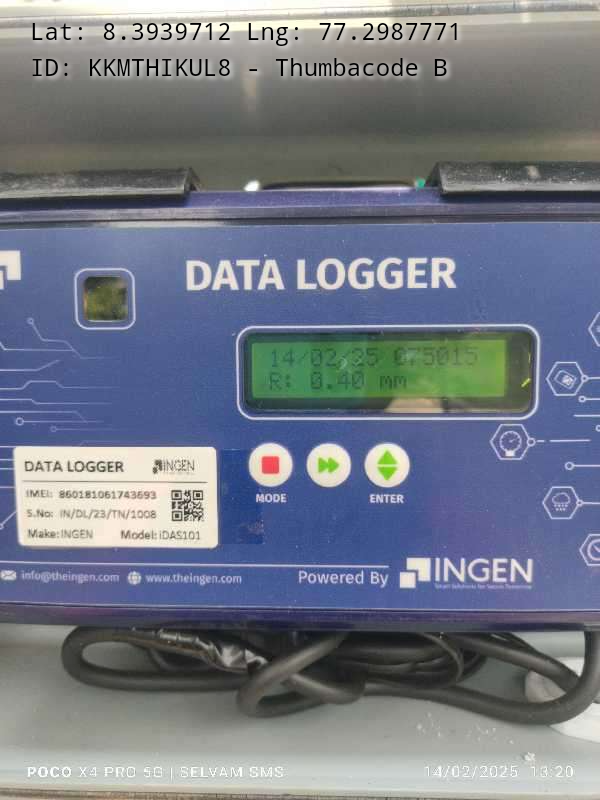 Lat: 8.3939712 Lng: 77.2987771
ID: KKMTHIKUL8 - Thumbacode B
DATA LOGGER
14/02/25 075015
R: 0.40 mm
DATA LOGGER
INGEN
IMEI: 860181061743693
S.No: IN/DL/23/TN/1008
Make: INGEN Model: iDAS101
MODE
ENTER
info@theingen.com www.theingen.com
Powered By INGEN
POCO X4 PRO 5G | SELVAM SMS
14/02/2025 13:20